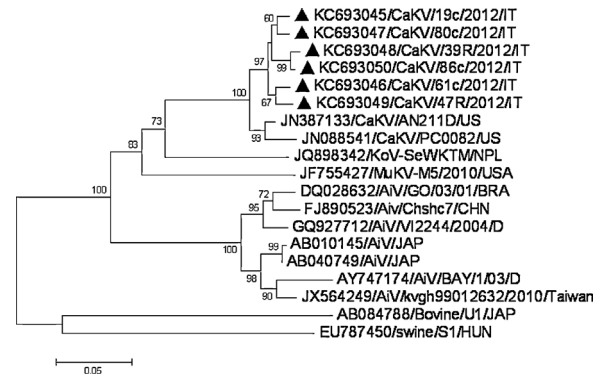 60
KC693045/CaKV/19c/2012/IT
KC693047/CaKV/80c/2012/IT
97
KC693048/CaKV/39R/2012/IT
99
KC693050/CaKV/86c/2012/IT
KC693046/CaKV/61c/2012/IT
100
67
KC693049/CaKV/47R/2012/IT
JN387133/CaKV/AN211D/US
73
93
JN088541/CaKV/PC0082/US
83
JQ898342/KoV-SeWKTM/NPL
JF755427/MuKV-M5/2010/USA
100
72
DQ028632/AiV/GO/03/01/BRA
95
FJ890523/Aiv/Chshc7/CHN
GQ927712/AiV/VI2244/2004/D
100
99
AB010145/AiV/JAP
AB040749/AiV/JAP
98
AY747174/AiV/BAY/1/03/D
90
JX564249/AiV/kvgh99012632/2010/Taiwan
AB084788/Bovine/U1/JAP
EU787450/swine/S1/HUN
0.05